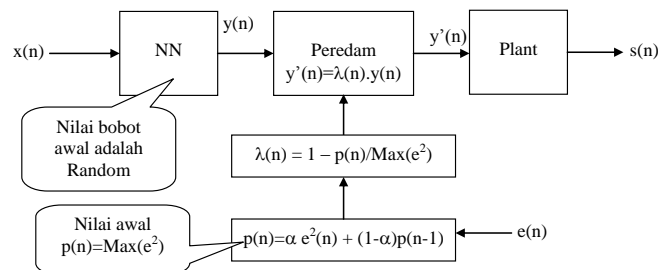 x(n)
NN
y(n)
Peredam
y’(n)=λ(n).y(n)
y’(n)
Plant
s(n)
Nilai bobot
awal adalah
Random
λ(n) = 1 – p(n)/Max(e²)
Nilai awal
p(n)=Max(e²)
p(n)=α e²(n) + (1-α)p(n-1)
e(n)